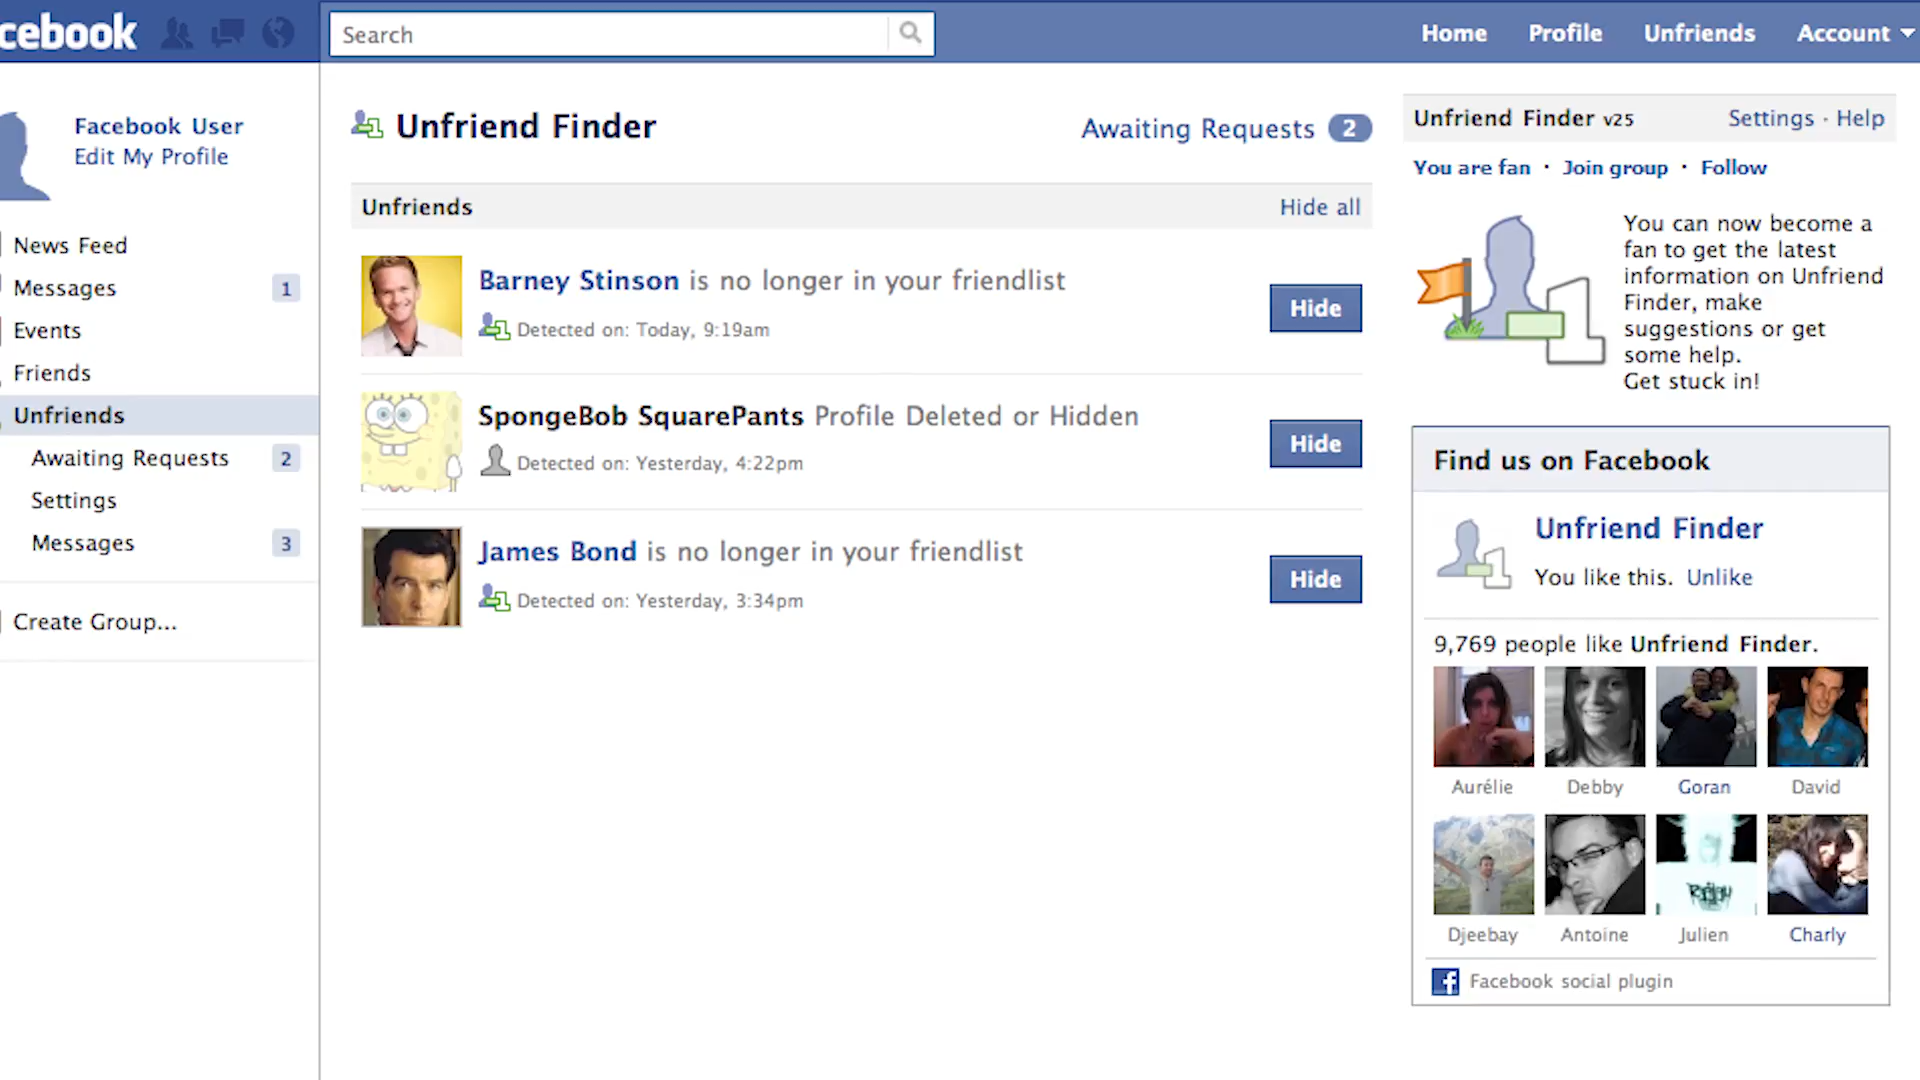 cebook
Search
Home Profile Unfriends Account
Facebook User
Edit My Profile
News Feed
Messages 1
Events
Friends
Unfriends
Awaiting Requests 2
Settings
Messages 3
Create Group...
Unfriend Finder
Awaiting Requests 2
Unfriends Hide all
Barney Stinson is no longer in your friendlist
Detected on: Today, 9:19am
Hide
SpongeBob SquarePants Profile Deleted or Hidden
Detected on: Yesterday, 4:22pm
Hide
James Bond is no longer in your friendlist
Detected on: Yesterday, 3:34pm
Hide
Unfriend Finder v25 Settings · Help
You are fan · Join group · Follow
You can now become a
fan to get the latest
information on Unfriend
Finder, make
suggestions or get
some help.
Get stuck in!
Find us on Facebook
Unfriend Finder
You like this. Unlike
9,769 people like Unfriend Finder.
Aurélie Debby Goran David
Djeebay Antoine Julien Charly
f Facebook social plugin